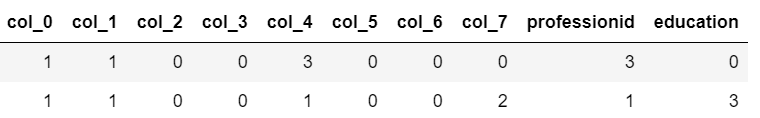 col_0 col_1 col_2 col_3 col_4 col_5 col_6 col_7 professionid education
1 1 0 0 3 0 0 0 3 0
1 1 0 0 1 0 0 2 1 3